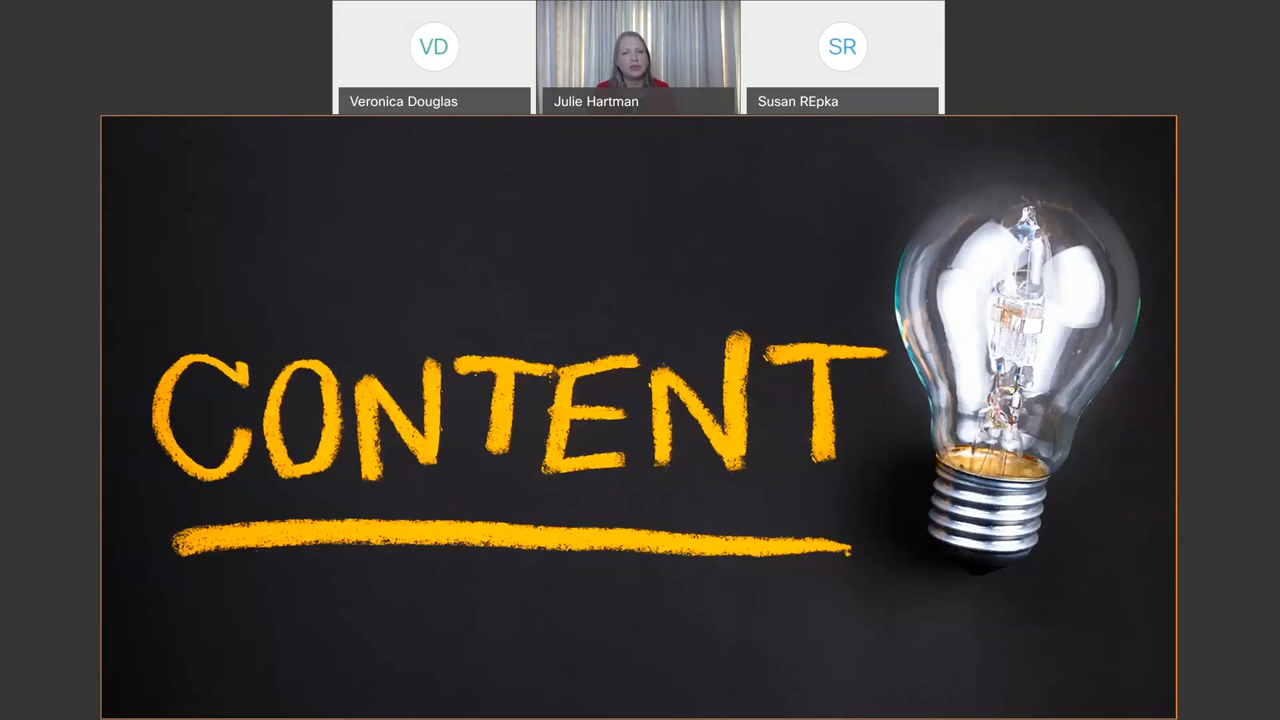 VD
SR
Veronica Douglas
Julie Hartman
Susan REpka
CONTENT